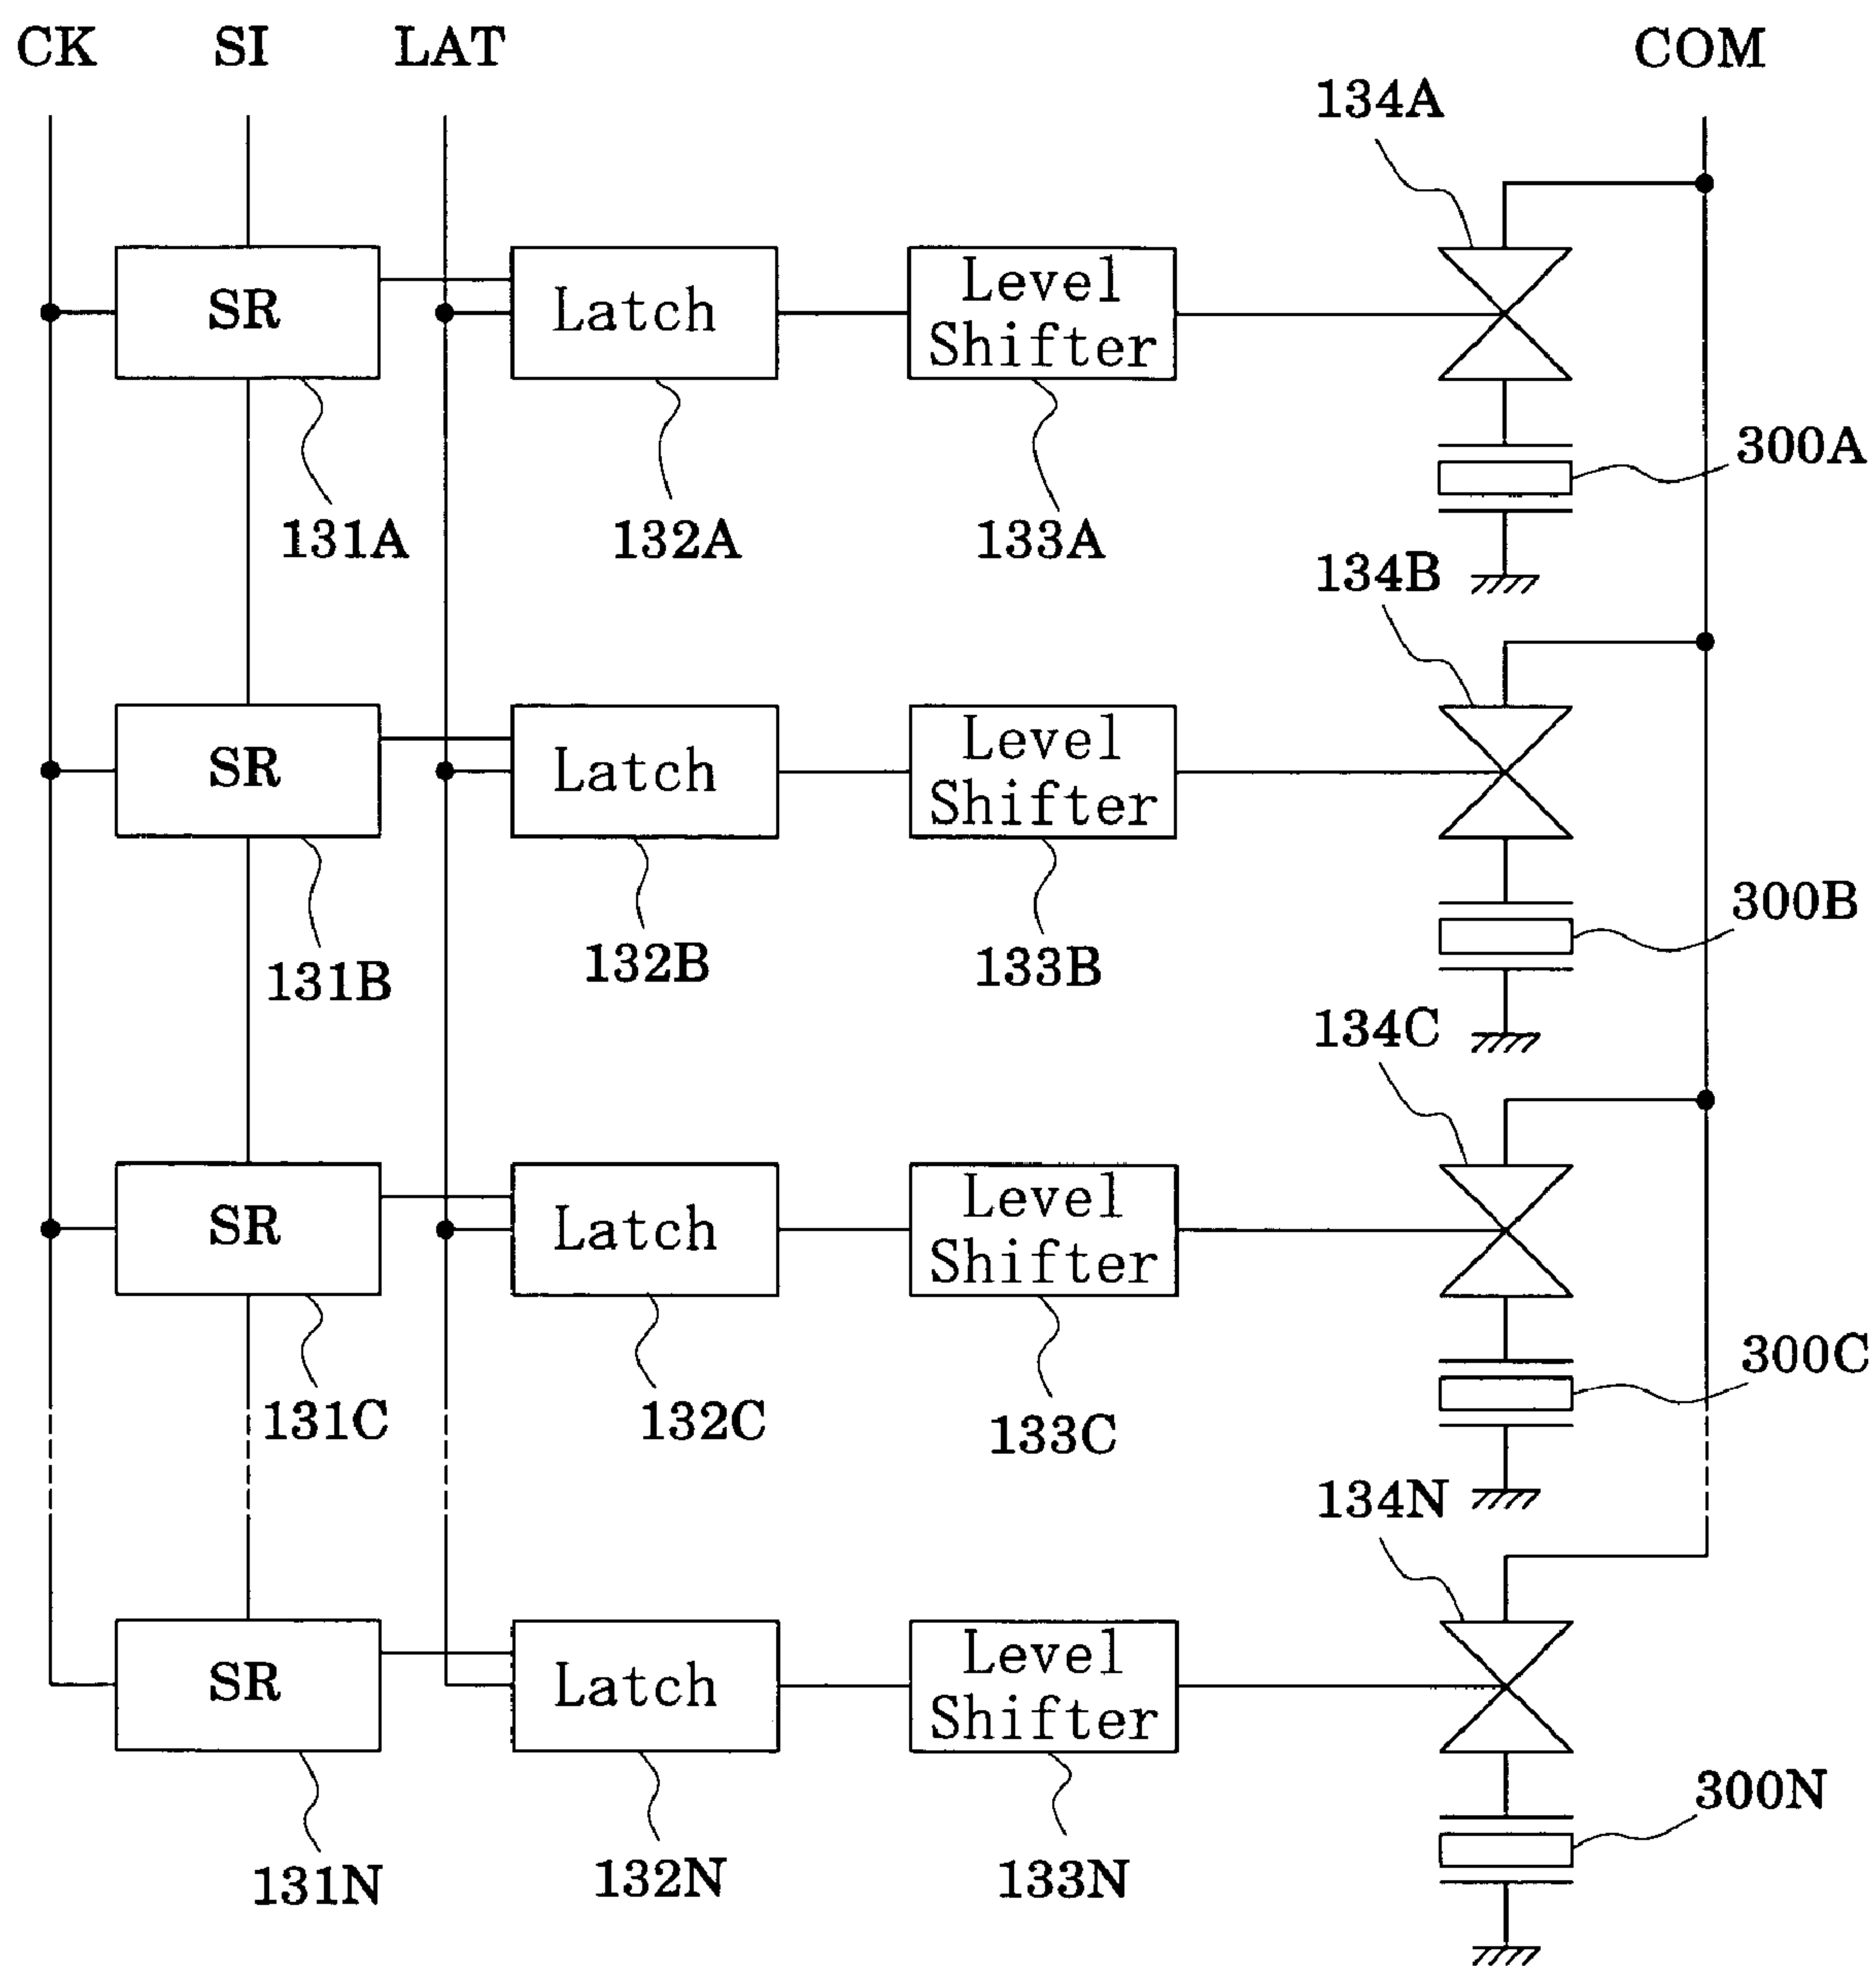 CK SI LAT COM
134A
SR Latch Level Shifter
300A
131A 132A 133A
134B
SR Latch Level Shifter
300B
131B 132B 133B
134C
SR Latch Level Shifter
300C
131C 132C 133C
134N
SR Latch Level Shifter
300N
131N 132N 133N